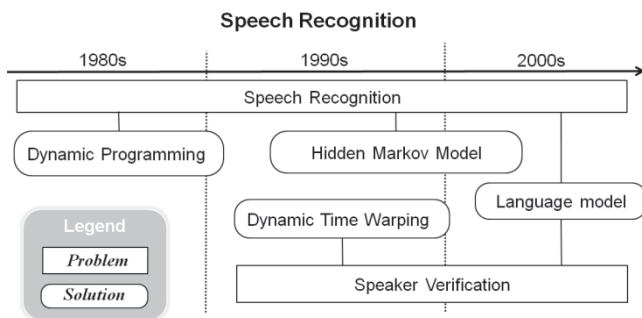 Speech Recognition
1980s 1990s 2000s
Speech Recognition
Dynamic Programming
Hidden Markov Model
Language model
Dynamic Time Warping
Speaker Verification
Legend
Problem
Solution